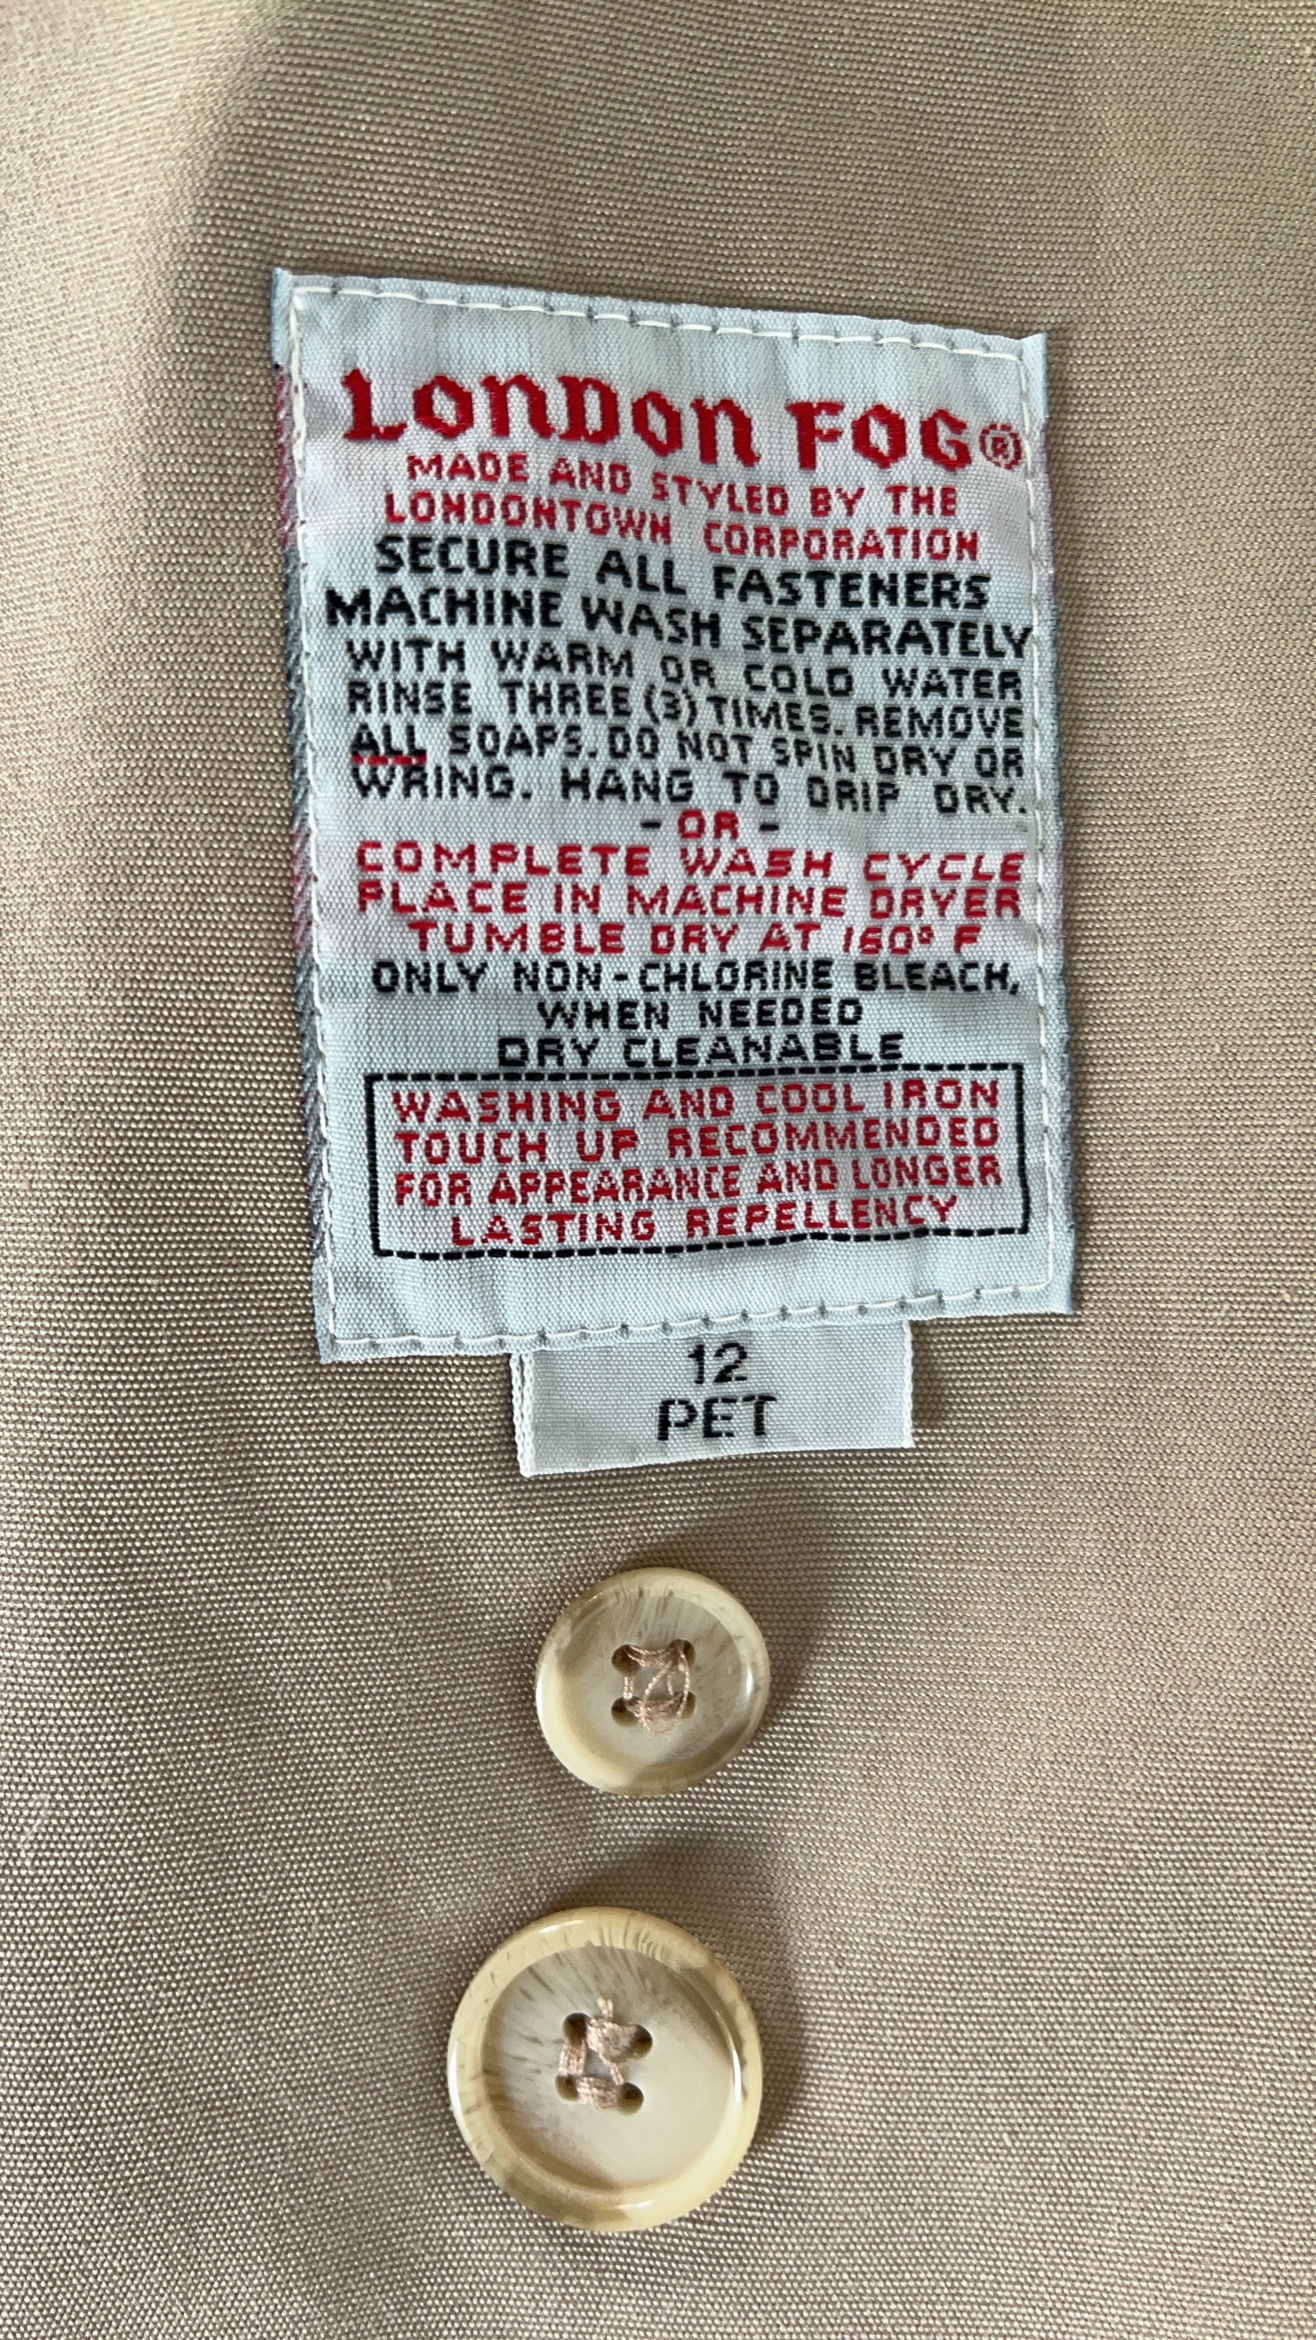 LONDON FOG®
MADE AND STYLED BY THE
LONDONTOWN CORPORATION
SECURE ALL FASTENERS
MACHINE WASH SEPARATELY
WITH WARM OR COLD WATER
RINSE THREE (3) TIMES. REMOVE
ALL SOAPS. DO NOT SPIN DRY OR
WRING. HANG TO DRIP DRY.
- OR -
COMPLETE WASH CYCLE
PLACE IN MACHINE DRYER
TUMBLE DRY AT 160° F
ONLY NON-CHLORINE BLEACH,
WHEN NEEDED
DRY CLEANABLE
WASHING AND COOL IRON
TOUCH UP RECOMMENDED
FOR APPEARANCE AND LONGER
LASTING REPELLENCY
12
PET